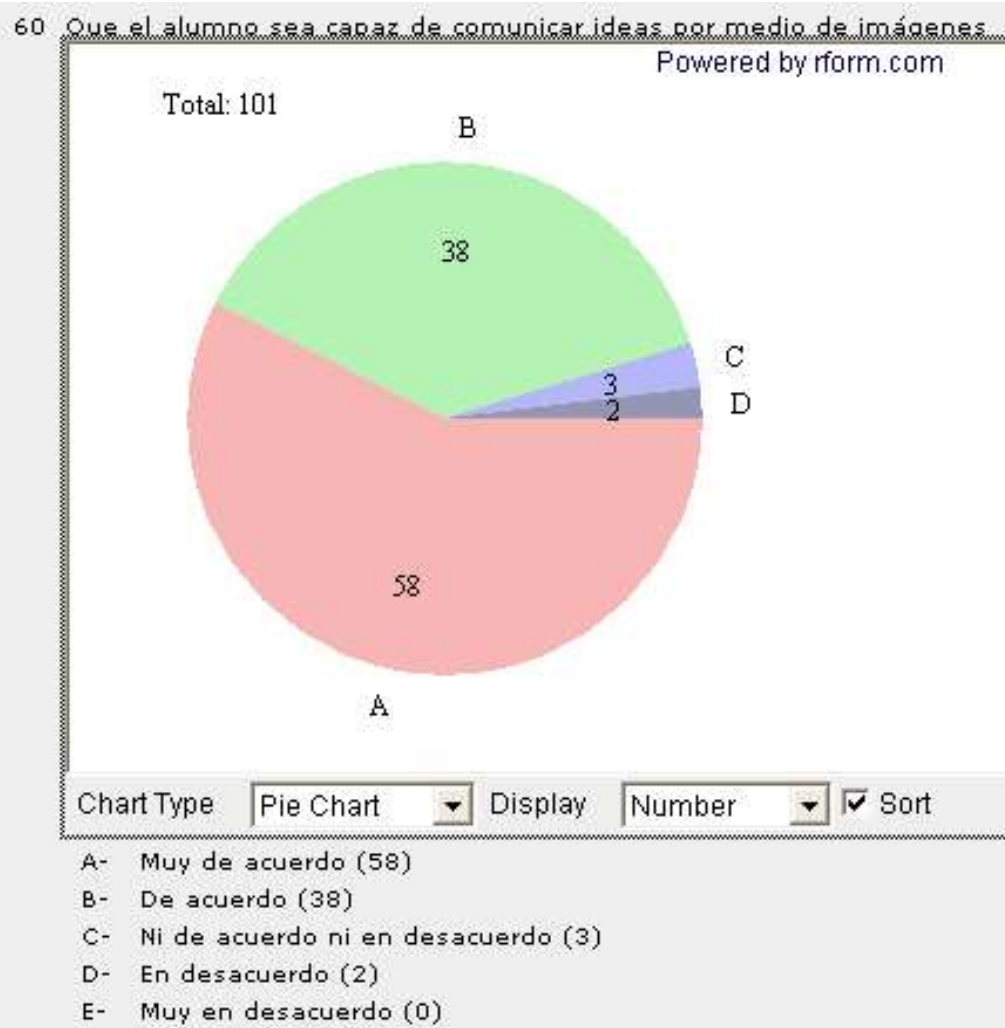 60 Que el alumno sea capaz de comunicar ideas por medio de imágenes
Powered by rform.com
Total: 101
B
38
C
3
D
2
58
A
Chart Type Pie Chart Display Number Sort
A- Muy de acuerdo (58)
B- De acuerdo (38)
C- Ni de acuerdo ni en desacuerdo (3)
D- En desacuerdo (2)
E- Muy en desacuerdo (0)